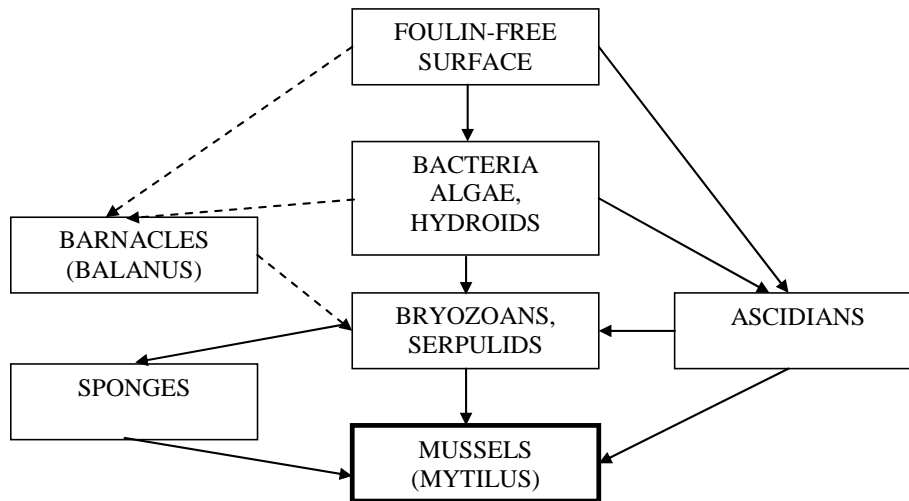 FOULIN-FREE
SURFACE
BACTERIA
ALGAE,
HYDROIDS
BARNACLES
(BALANUS)
BRYOZOANS,
SERPULIDS
ASCIDIANS
SPONGES
MUSSELS
(MYTILUS)